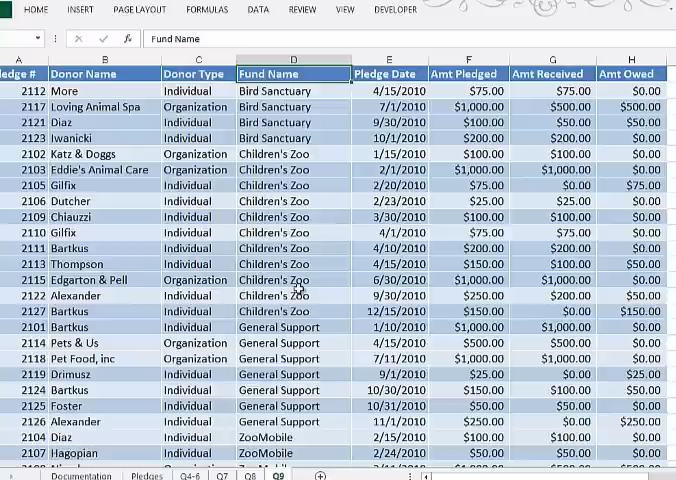 HOME INSERT PAGE LAYOUT FORMULAS DATA REVIEW VIEW DEVELOPER
fx Fund Name
A B C D E F G H
ledge # Donor Name Donor Type Fund Name Pledge Date Amt Pledged Amt Received Amt Owed
2112 More Individual Bird Sanctuary 4/15/2010 $75.00 $75.00 $0.00
2117 Loving Animal Spa Organization Bird Sanctuary 7/1/2010 $1,000.00 $500.00 $500.00
2121 Diaz Individual Bird Sanctuary 9/30/2010 $100.00 $50.00 $50.00
2123 Iwanicki Individual Bird Sanctuary 10/1/2010 $200.00 $200.00 $0.00
2102 Katz & Doggs Organization Children's Zoo 1/15/2010 $100.00 $100.00 $0.00
2103 Eddie's Animal Care Organization Children's Zoo 2/1/2010 $1,000.00 $1,000.00 $0.00
2105 Gilfix Individual Children's Zoo 2/20/2010 $75.00 $0.00 $75.00
2106 Dutcher Individual Children's Zoo 2/23/2010 $25.00 $25.00 $0.00
2109 Chiauzzi Individual Children's Zoo 3/30/2010 $100.00 $100.00 $0.00
2110 Gilfix Individual Children's Zoo 4/1/2010 $75.00 $75.00 $0.00
2111 Bartkus Individual Children's Zoo 4/10/2010 $200.00 $200.00 $0.00
2113 Thompson Individual Children's Zoo 4/15/2010 $150.00 $100.00 $50.00
2115 Edgarton & Pell Organization Children's Zoo 6/30/2010 $1,000.00 $1,000.00 $0.00
2122 Alexander Individual Children's Zoo 9/30/2010 $250.00 $200.00 $50.00
2127 Bartkus Individual Children's Zoo 12/15/2010 $150.00 $0.00 $150.00
2101 Bartkus Individual General Support 1/10/2010 $1,000.00 $1,000.00 $0.00
2114 Pets & Us Organization General Support 4/15/2010 $500.00 $500.00 $0.00
2118 Pet Food, inc Organization General Support 7/11/2010 $1,000.00 $1,000.00 $0.00
2119 Drimusz Individual General Support 9/1/2010 $25.00 $0.00 $25.00
2124 Bartkus Individual General Support 10/30/2010 $150.00 $100.00 $50.00
2125 Foster Individual General Support 10/31/2010 $50.00 $50.00 $0.00
2126 Alexander Individual General Support 11/1/2010 $250.00 $0.00 $250.00
2104 Diaz Individual ZooMobile 2/15/2010 $100.00 $100.00 $0.00
2107 Hagopian Individual ZooMobile 2/24/2010 $50.00 $50.00 $0.00
Documentation Pledges Q4-6 Q7 Q8 Q9